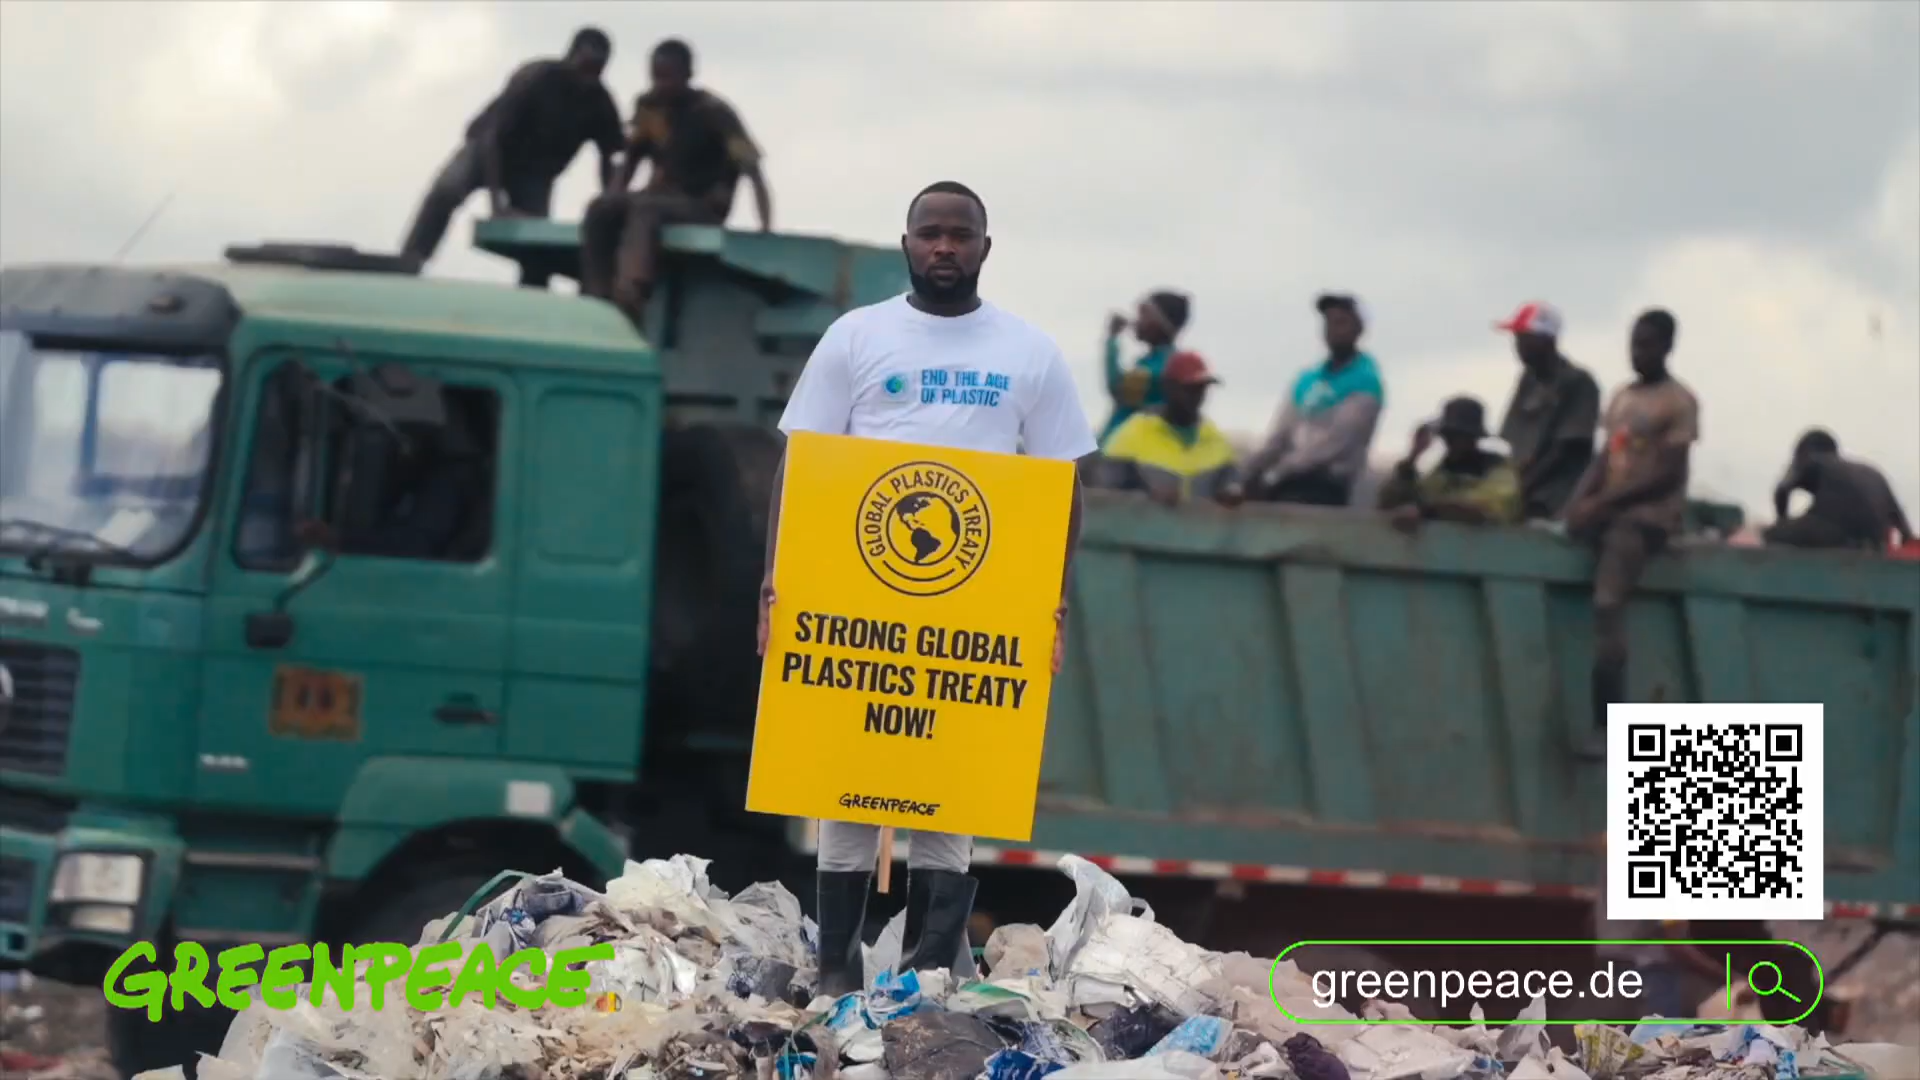 END THE AGE
OF PLASTIC
GLOBAL PLASTICS TREATY
STRONG GLOBAL
PLASTICS TREATY
NOW!
GREENPEACE
GREENPEACE
greenpeace.de